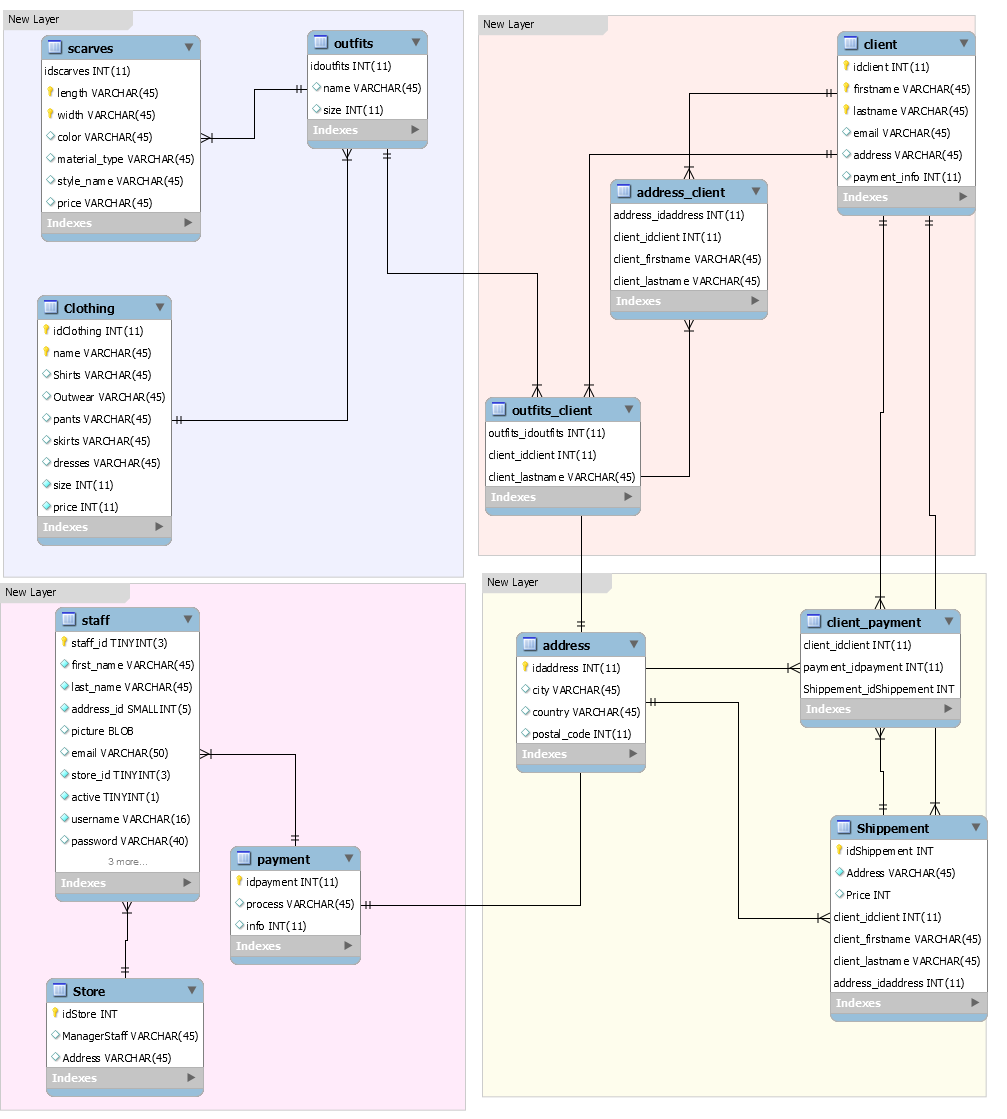 New Layer
scarves
idscarves INT(11)
length VARCHAR(45)
width VARCHAR(45)
color VARCHAR(45)
material_type VARCHAR(45)
style_name VARCHAR(45)
price VARCHAR(45)
Indexes
outfits
idoutfits INT(11)
name VARCHAR(45)
size INT(11)
Indexes
Clothing
idClothing INT(11)
name VARCHAR(45)
Shirts VARCHAR(45)
Outwear VARCHAR(45)
pants VARCHAR(45)
skirts VARCHAR(45)
dresses VARCHAR(45)
size INT(11)
price INT(11)
Indexes
New Layer
client
idclient INT(11)
firstname VARCHAR(45)
lastname VARCHAR(45)
email VARCHAR(45)
address VARCHAR(45)
payment_info INT(11)
Indexes
address_client
address_idaddress INT(11)
client_idclient INT(11)
client_firstname VARCHAR(45)
client_lastname VARCHAR(45)
Indexes
outfits_client
outfits_idoutfits INT(11)
client_idclient INT(11)
client_lastname VARCHAR(45)
Indexes
New Layer
staff
staff_id TINYINT(3)
first_name VARCHAR(45)
last_name VARCHAR(45)
address_id SMALLINT(5)
picture BLOB
email VARCHAR(50)
store_id TINYINT(3)
active TINYINT(1)
username VARCHAR(16)
password VARCHAR(40)
3 more...
Indexes
payment
idpayment INT(11)
process VARCHAR(45)
info INT(11)
Indexes
Store
idStore INT
ManagerStaff VARCHAR(45)
Address VARCHAR(45)
Indexes
New Layer
address
idaddress INT(11)
city VARCHAR(45)
country VARCHAR(45)
postal_code INT(11)
Indexes
client_payment
client_idclient INT(11)
payment_idpayment INT(11)
Shippement_idShippement INT
Indexes
Shippement
idShippement INT
Address VARCHAR(45)
Price INT
client_idclient INT(11)
client_firstname VARCHAR(45)
client_lastname VARCHAR(45)
address_idaddress INT(11)
Indexes